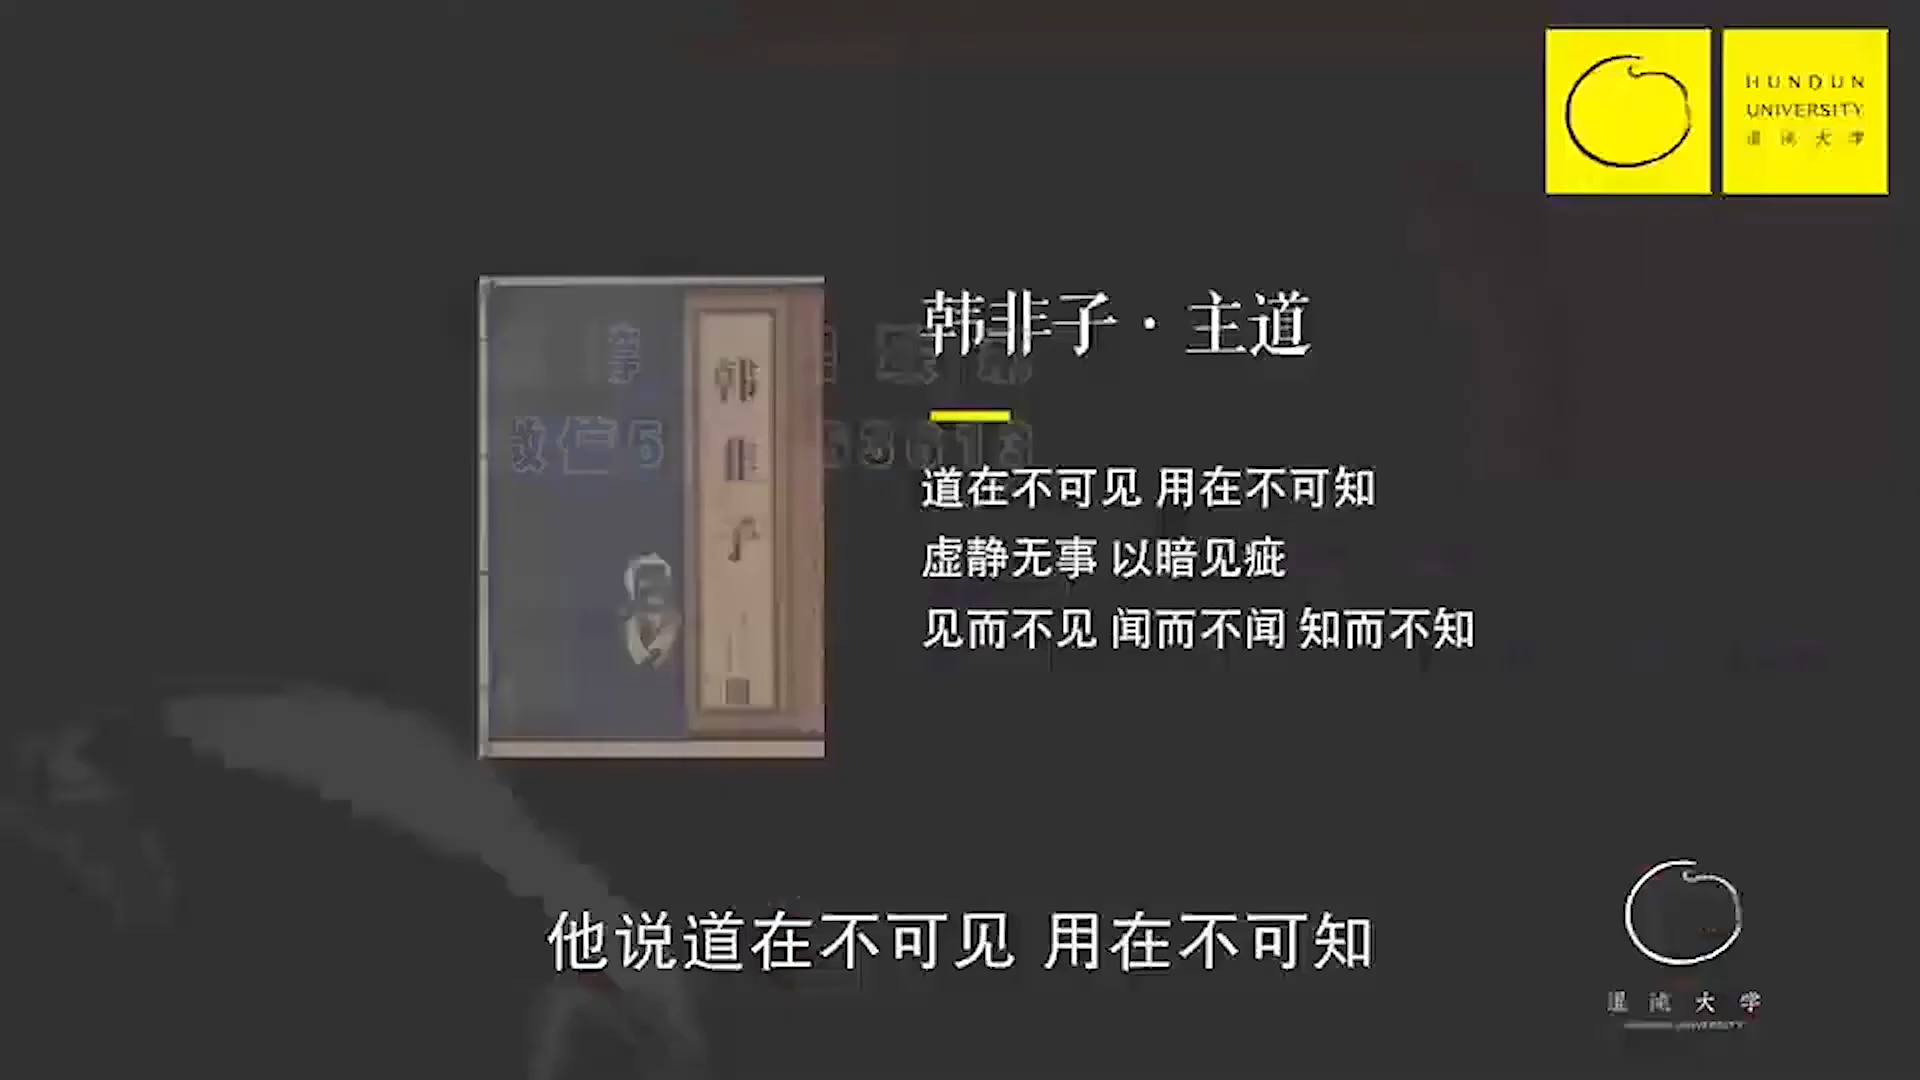 HUNDUN
UNIVERSITY
混沌大学
韩非子·主道
韩非子
道在不可见 用在不可知
虚静无事 以暗见疵
见而不见 闻而不闻 知而不知
他说道在不可见 用在不可知
混沌大学